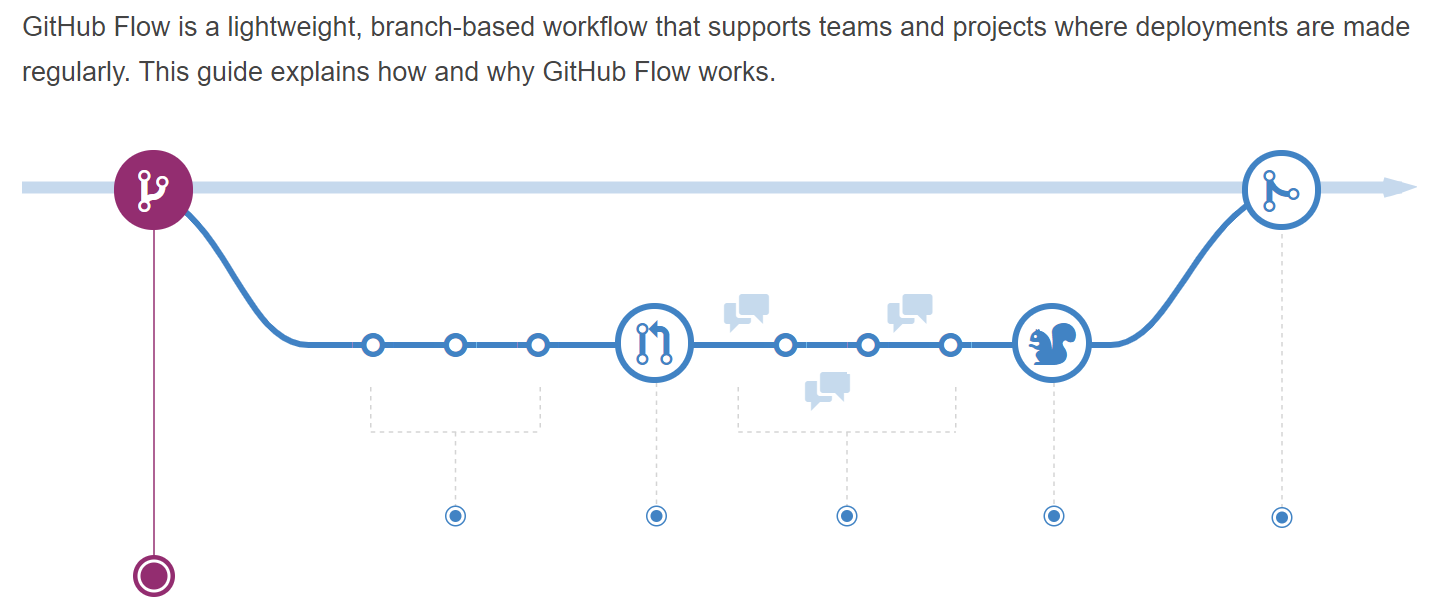 GitHub Flow is a lightweight, branch-based workflow that supports teams and projects where deployments are made
regularly. This guide explains how and why GitHub Flow works.